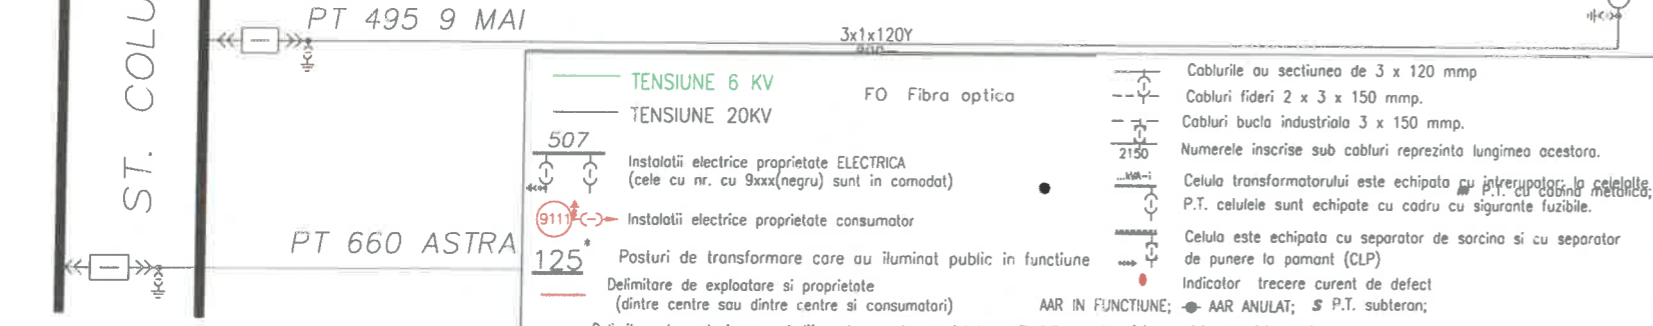 PT 495 9 MAI
ST. COLU
3x1x120Y
800
TENSIUNE 6 KV
TENSIUNE 20KV
FO Fibra optica
507
Instalatii electrice proprietate ELECTRICA
(cele cu nr. cu 9xxx(negru) sunt in comodat)
9111
Instalatii electrice proprietate consumator
PT 660 ASTRA
125*
Posturi de transformare care au iluminat public in functiune
Delimitare de exploatare si proprietate
(dintre centre sau dintre centre si consumatori)
Cablurile au sectiunea de 3 x 120 mmp
Cabluri fideri 2 x 3 x 150 mmp.
Cabluri bucla industriala 3 x 150 mmp.
2150
Numerele inscrise sub cabluri reprezinta lungimea acestora.
...kVA-i
Celula transformatorului este echipata cu intrerupator; la celelalte
P.T. cu cabina metalica;
P.T. celulele sunt echipate cu cadru cu sigurante fuzibile.
Celula este echipata cu separator de sarcina si cu separator
de punere la pamant (CLP)
Indicator trecere curent de defect
AAR IN FUNCTIUNE; AAR ANULAT; S P.T. subteran;